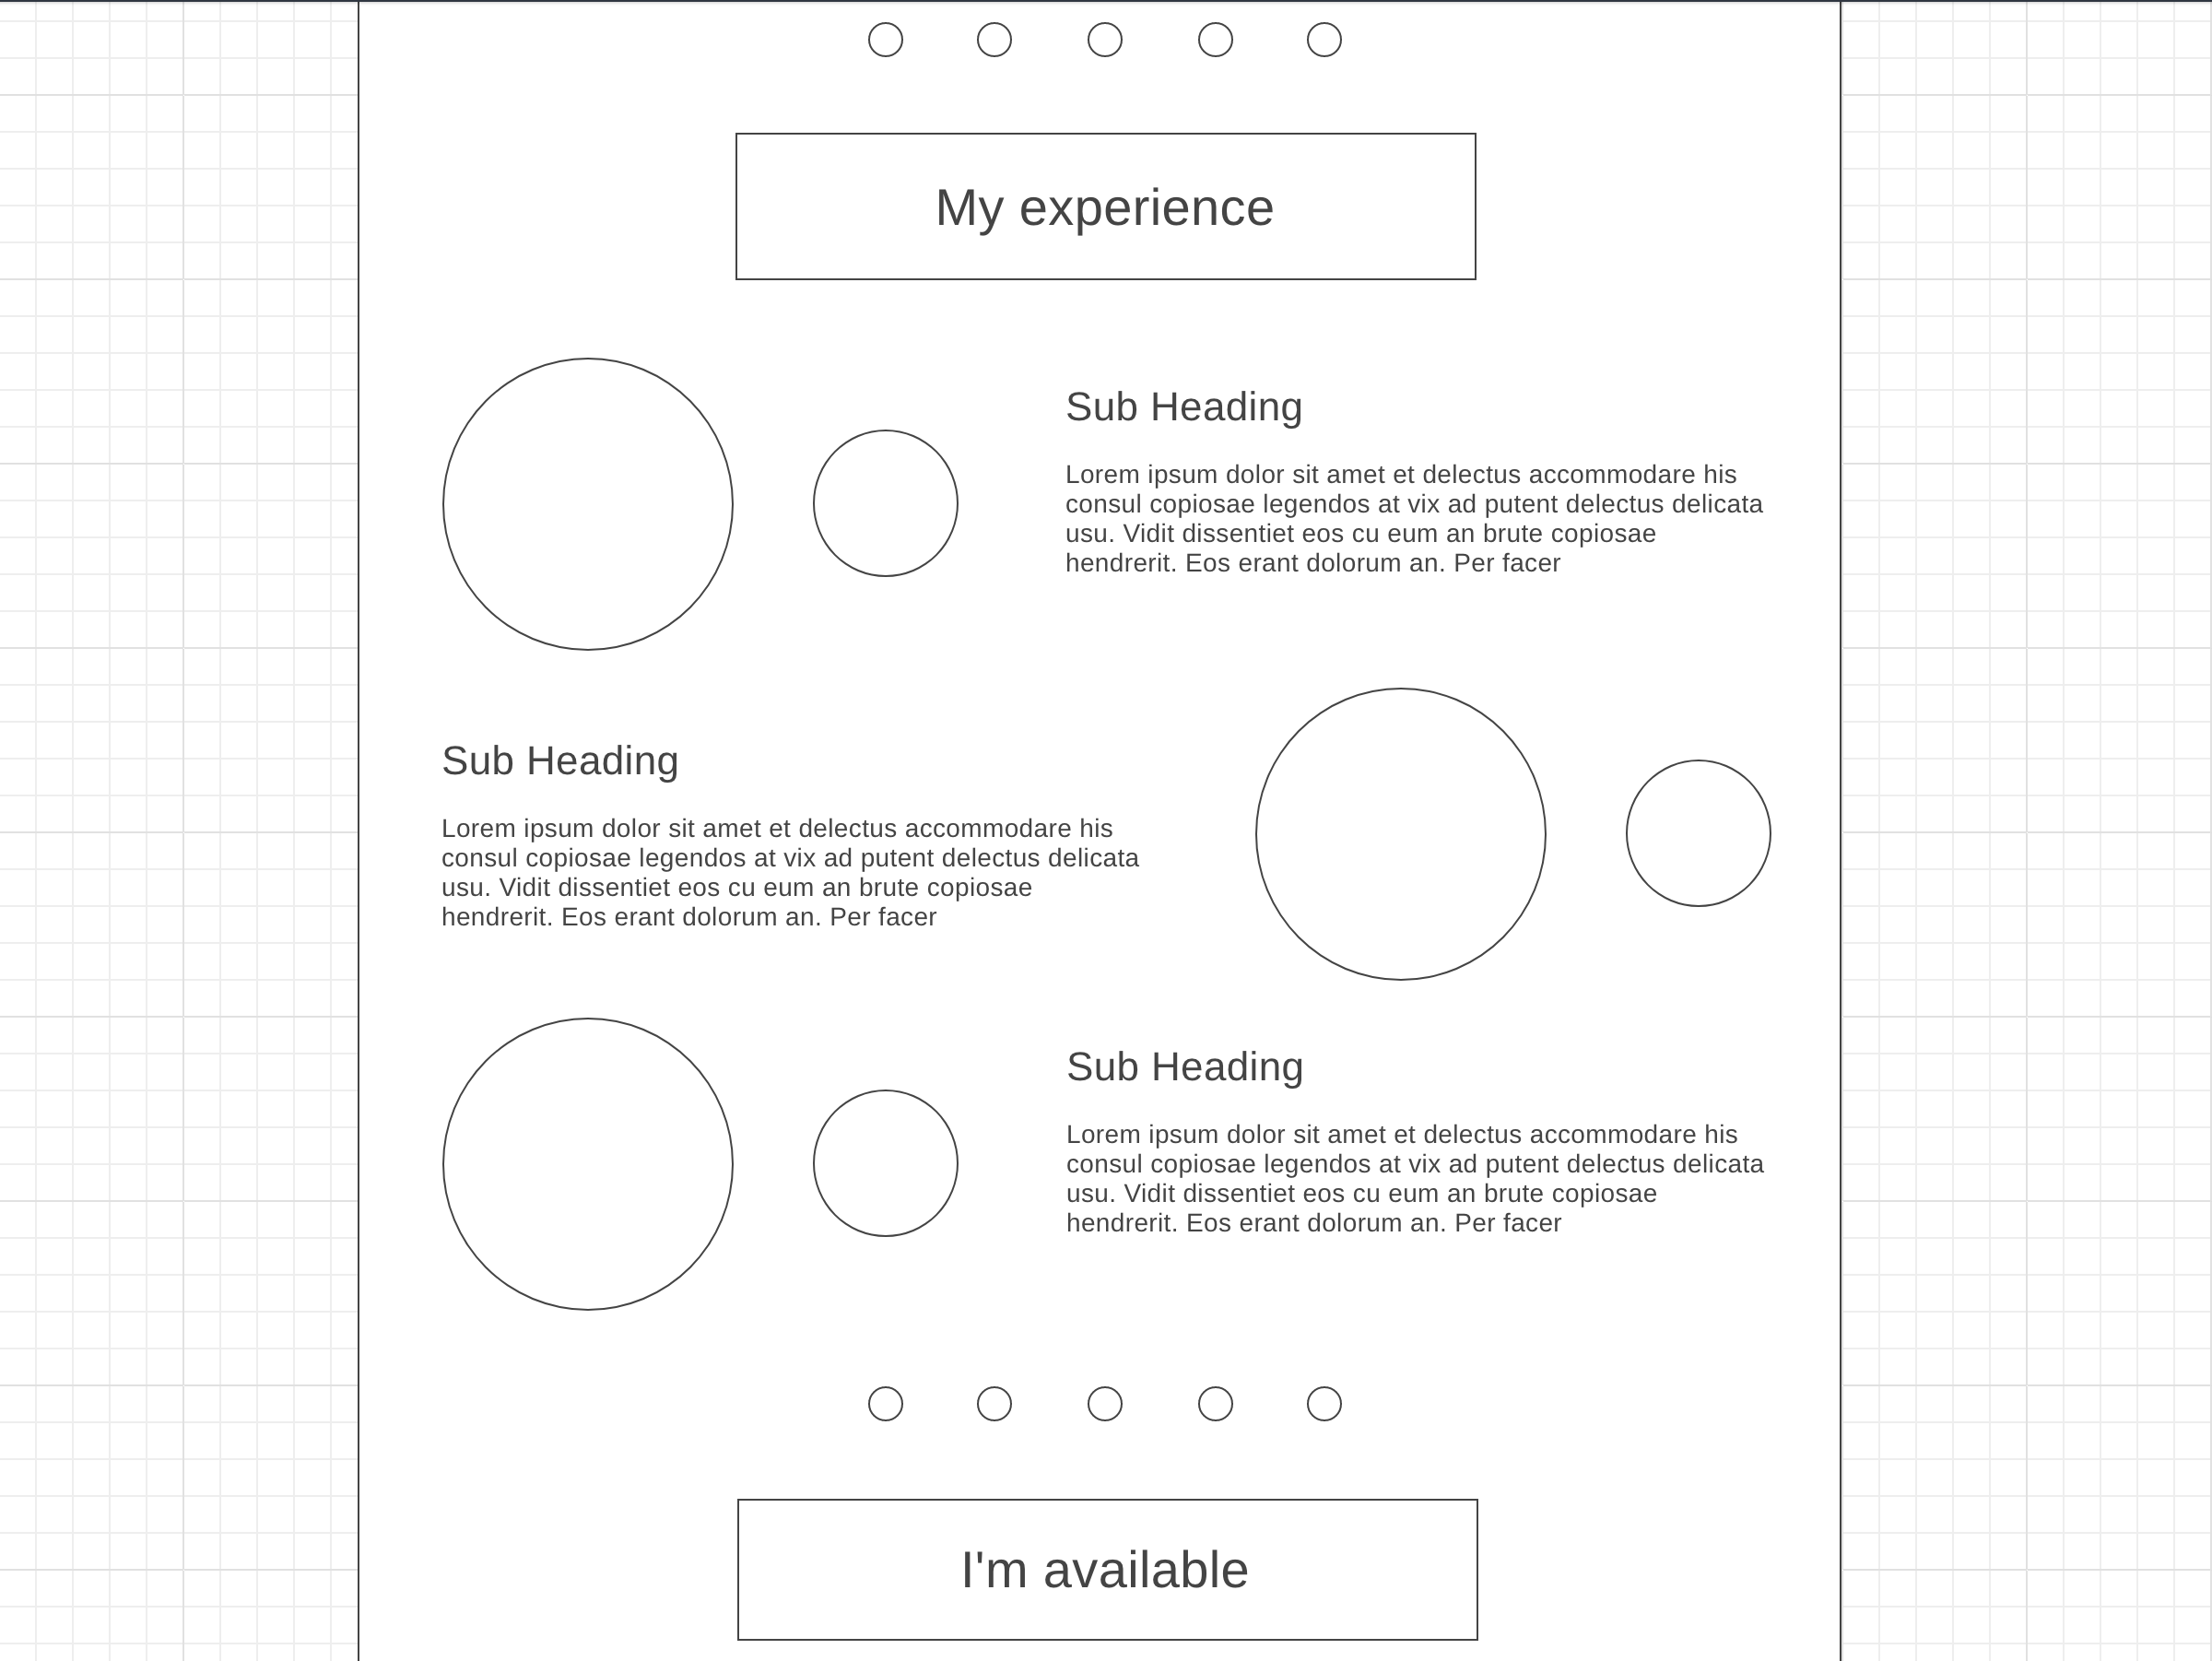 My experience
Sub Heading
Lorem ipsum dolor sit amet et delectus accommodare his
consul copiosae legendos at vix ad putent delectus delicata
usu. Vidit dissentiet eos cu eum an brute copiosae
hendrerit. Eos erant dolorum an. Per facer
Sub Heading
Lorem ipsum dolor sit amet et delectus accommodare his
consul copiosae legendos at vix ad putent delectus delicata
usu. Vidit dissentiet eos cu eum an brute copiosae
hendrerit. Eos erant dolorum an. Per facer
Sub Heading
Lorem ipsum dolor sit amet et delectus accommodare his
consul copiosae legendos at vix ad putent delectus delicata
usu. Vidit dissentiet eos cu eum an brute copiosae
hendrerit. Eos erant dolorum an. Per facer
I'm available